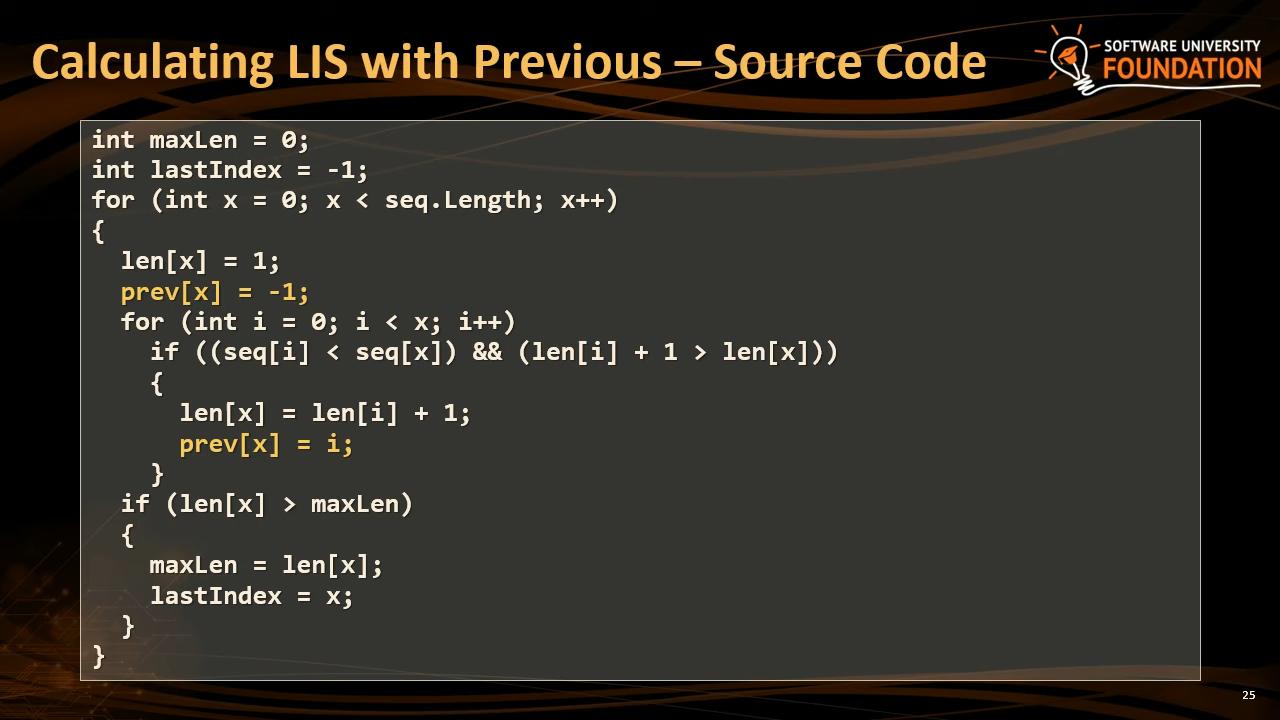 Calculating LIS with Previous – Source Code
SOFTWARE UNIVERSITY
FOUNDATION
int maxLen = 0;
int lastIndex = -1;
for (int x = 0; x < seq.Length; x++)
{
  len[x] = 1;
  prev[x] = -1;
  for (int i = 0; i < x; i++)
    if ((seq[i] < seq[x]) && (len[i] + 1 > len[x]))
    {
      len[x] = len[i] + 1;
      prev[x] = i;
    }
  if (len[x] > maxLen)
  {
    maxLen = len[x];
    lastIndex = x;
  }
}
25